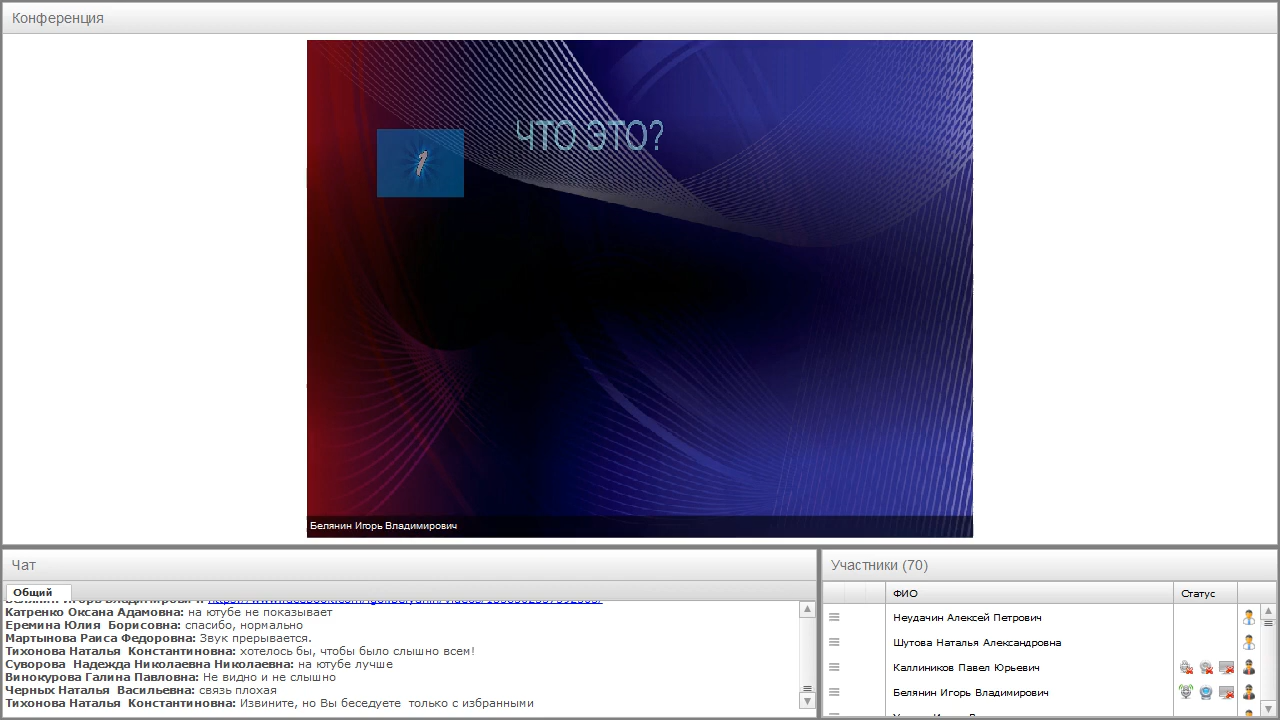 Конференция
1
ЧТО ЭТО?
Белянин Игорь Владимирович
Чат
Общий
Катренко Оксана Адамовна: на ютубе не показывает
Еремина Юлия Борисовна: спасибо, нормально
Мартынова Раиса Федоровна: Звук прерывается.
Тихонова Наталья Константиновна: хотелось бы, чтобы было слышно всем!
Суворова Надежда Николаевна Николаевна: на ютубе лучше
Винокурова Галина Павловна: Не видно и не слышно
Черных Наталья Васильевна: связь плохая
Тихонова Наталья Константиновна: Извините, но Вы беседуете только с избранными
Участники (70)
ФИО Статус
Неудачин Алексей Петрович
Шутова Наталья Александровна
Каллиников Павел Юрьевич
Белянин Игорь Владимирович